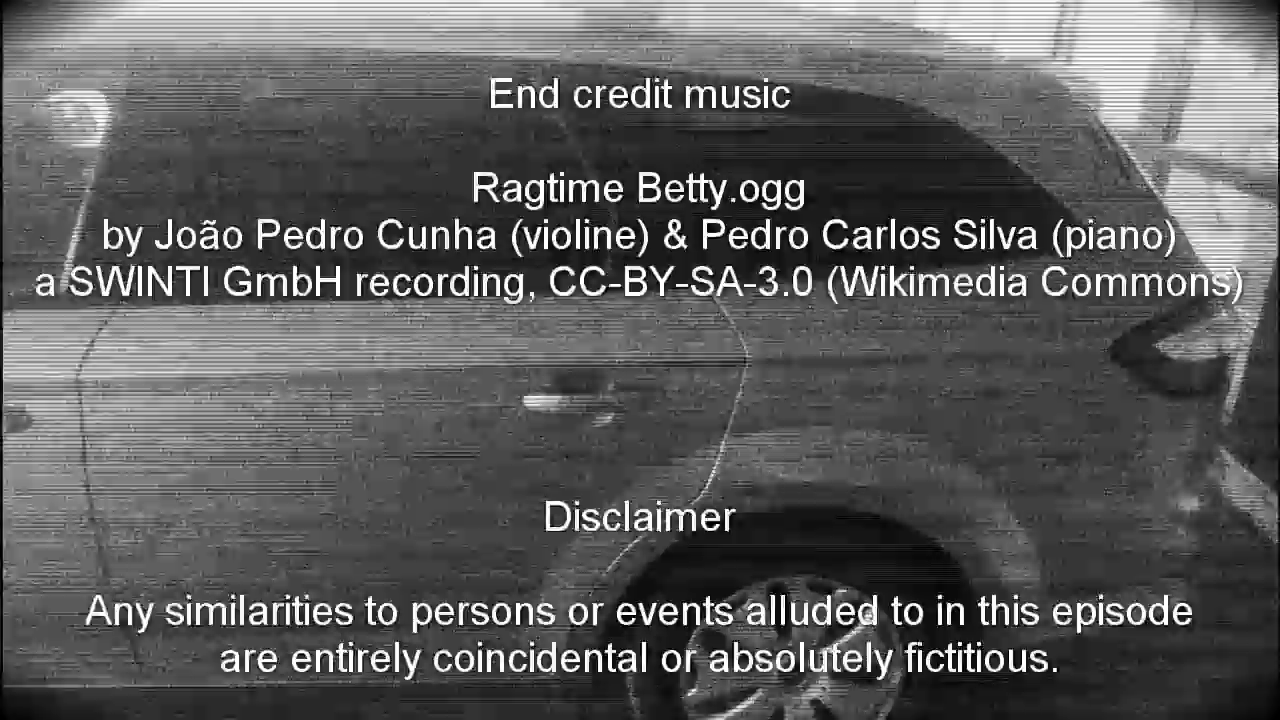 End credit music
Ragtime Betty.ogg
by João Pedro Cunha (violine) & Pedro Carlos Silva (piano)
a SWINTI GmbH recording, CC-BY-SA-3.0 (Wikimedia Commons)
Disclaimer
Any similarities to persons or events alluded to in this episode
are entirely coincidental or absolutely fictitious.